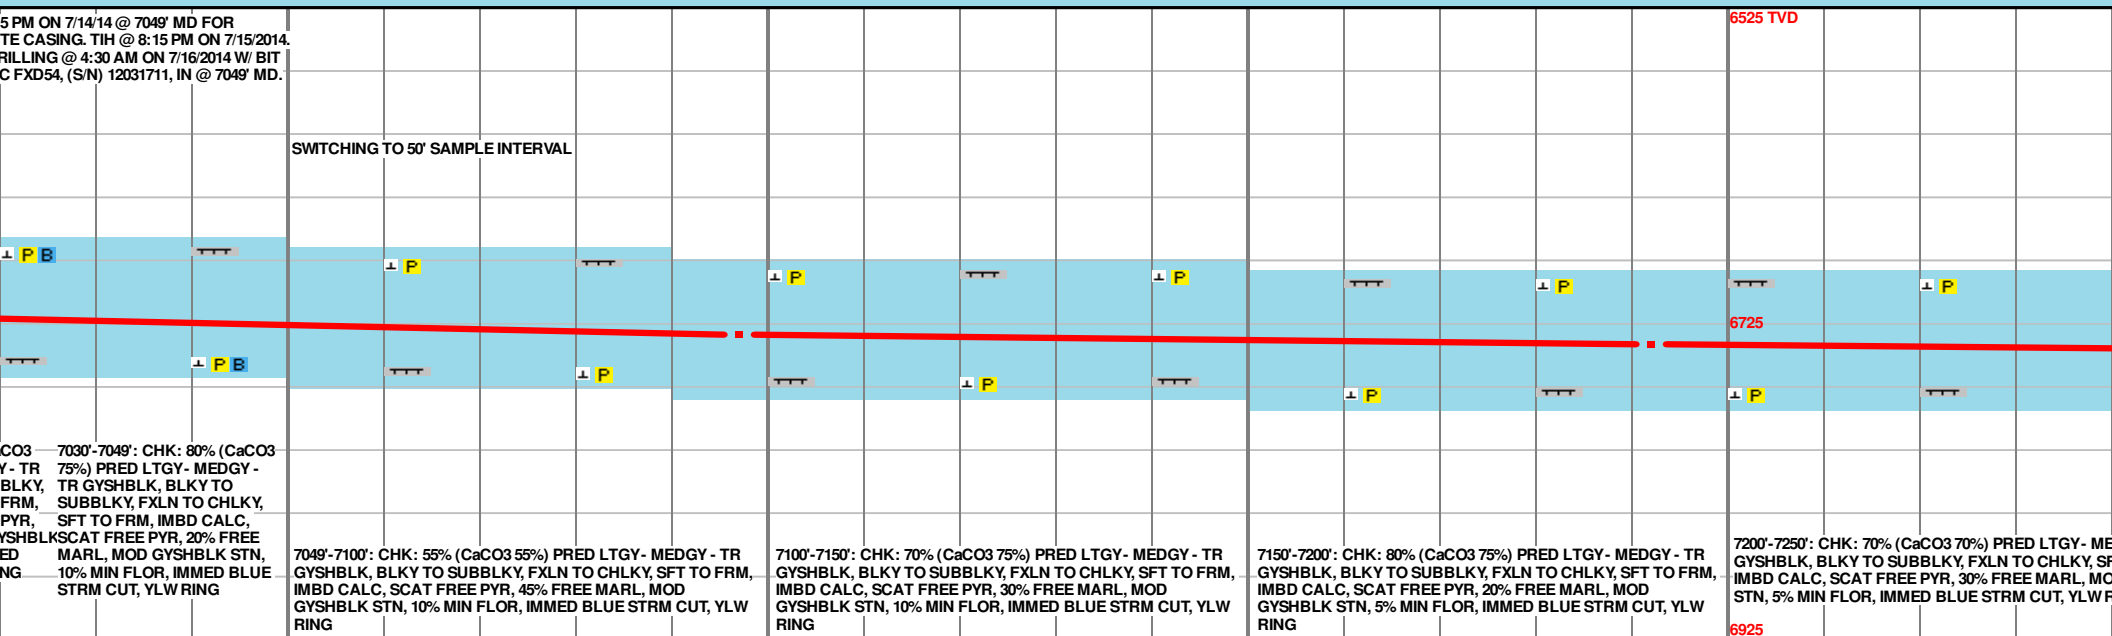 5 PM ON 7/14/14 @ 7049' MD FOR
TE CASING. TIH @ 8:15 PM ON 7/15/2014.
RILLING @ 4:30 AM ON 7/16/2014 W/ BIT
C FXD54, (S/N) 12031711, IN @ 7049' MD.
6525 TVD
SWITCHING TO 50' SAMPLE INTERVAL
P B
P
P
P
P
P
6725
P B
P
P
P
P
CO3
Y - TR
BLKY,
FRM,
PYR,
YSHBLK
ED
NG
7030'-7049': CHK: 80% (CaCO3
75%) PRED LTGY - MEDGY -
TR GYSHBLK, BLKY TO
SUBBLKY, FXLN TO CHLKY,
SFT TO FRM, IMBD CALC,
SCAT FREE PYR, 20% FREE
MARL, MOD GYSHBLK STN,
10% MIN FLOR, IMMED BLUE
STRM CUT, YLW RING
7049'-7100': CHK: 55% (CaCO3 55%) PRED LTGY - MEDGY - TR
GYSHBLK, BLKY TO SUBBLKY, FXLN TO CHLKY, SFT TO FRM,
IMBD CALC, SCAT FREE PYR, 45% FREE MARL, MOD
GYSHBLK STN, 10% MIN FLOR, IMMED BLUE STRM CUT, YLW
RING
7100'-7150': CHK: 70% (CaCO3 75%) PRED LTGY - MEDGY - TR
GYSHBLK, BLKY TO SUBBLKY, FXLN TO CHLKY, SFT TO FRM,
IMBD CALC, SCAT FREE PYR, 30% FREE MARL, MOD
GYSHBLK STN, 10% MIN FLOR, IMMED BLUE STRM CUT, YLW
RING
7150'-7200': CHK: 80% (CaCO3 75%) PRED LTGY - MEDGY - TR
GYSHBLK, BLKY TO SUBBLKY, FXLN TO CHLKY, SFT TO FRM,
IMBD CALC, SCAT FREE PYR, 20% FREE MARL, MOD
GYSHBLK STN, 5% MIN FLOR, IMMED BLUE STRM CUT, YLW
RING
7200'-7250': CHK: 70% (CaCO3 70%) PRED LTGY - ME
GYSHBLK, BLKY TO SUBBLKY, FXLN TO CHLKY, SF
IMBD CALC, SCAT FREE PYR, 30% FREE MARL, MO
STN, 5% MIN FLOR, IMMED BLUE STRM CUT, YLW R
6925